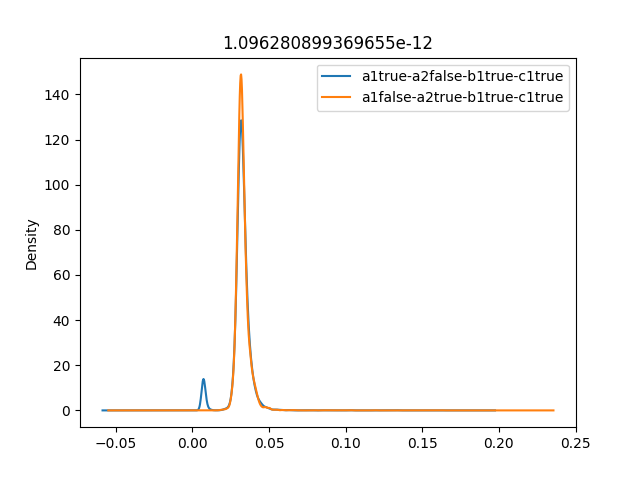 1.096280899369655e-12
a1true-a2false-b1true-c1true
a1false-a2true-b1true-c1true
Density
140
120
100
80
60
40
20
0
−0.05 0.00 0.05 0.10 0.15 0.20 0.25